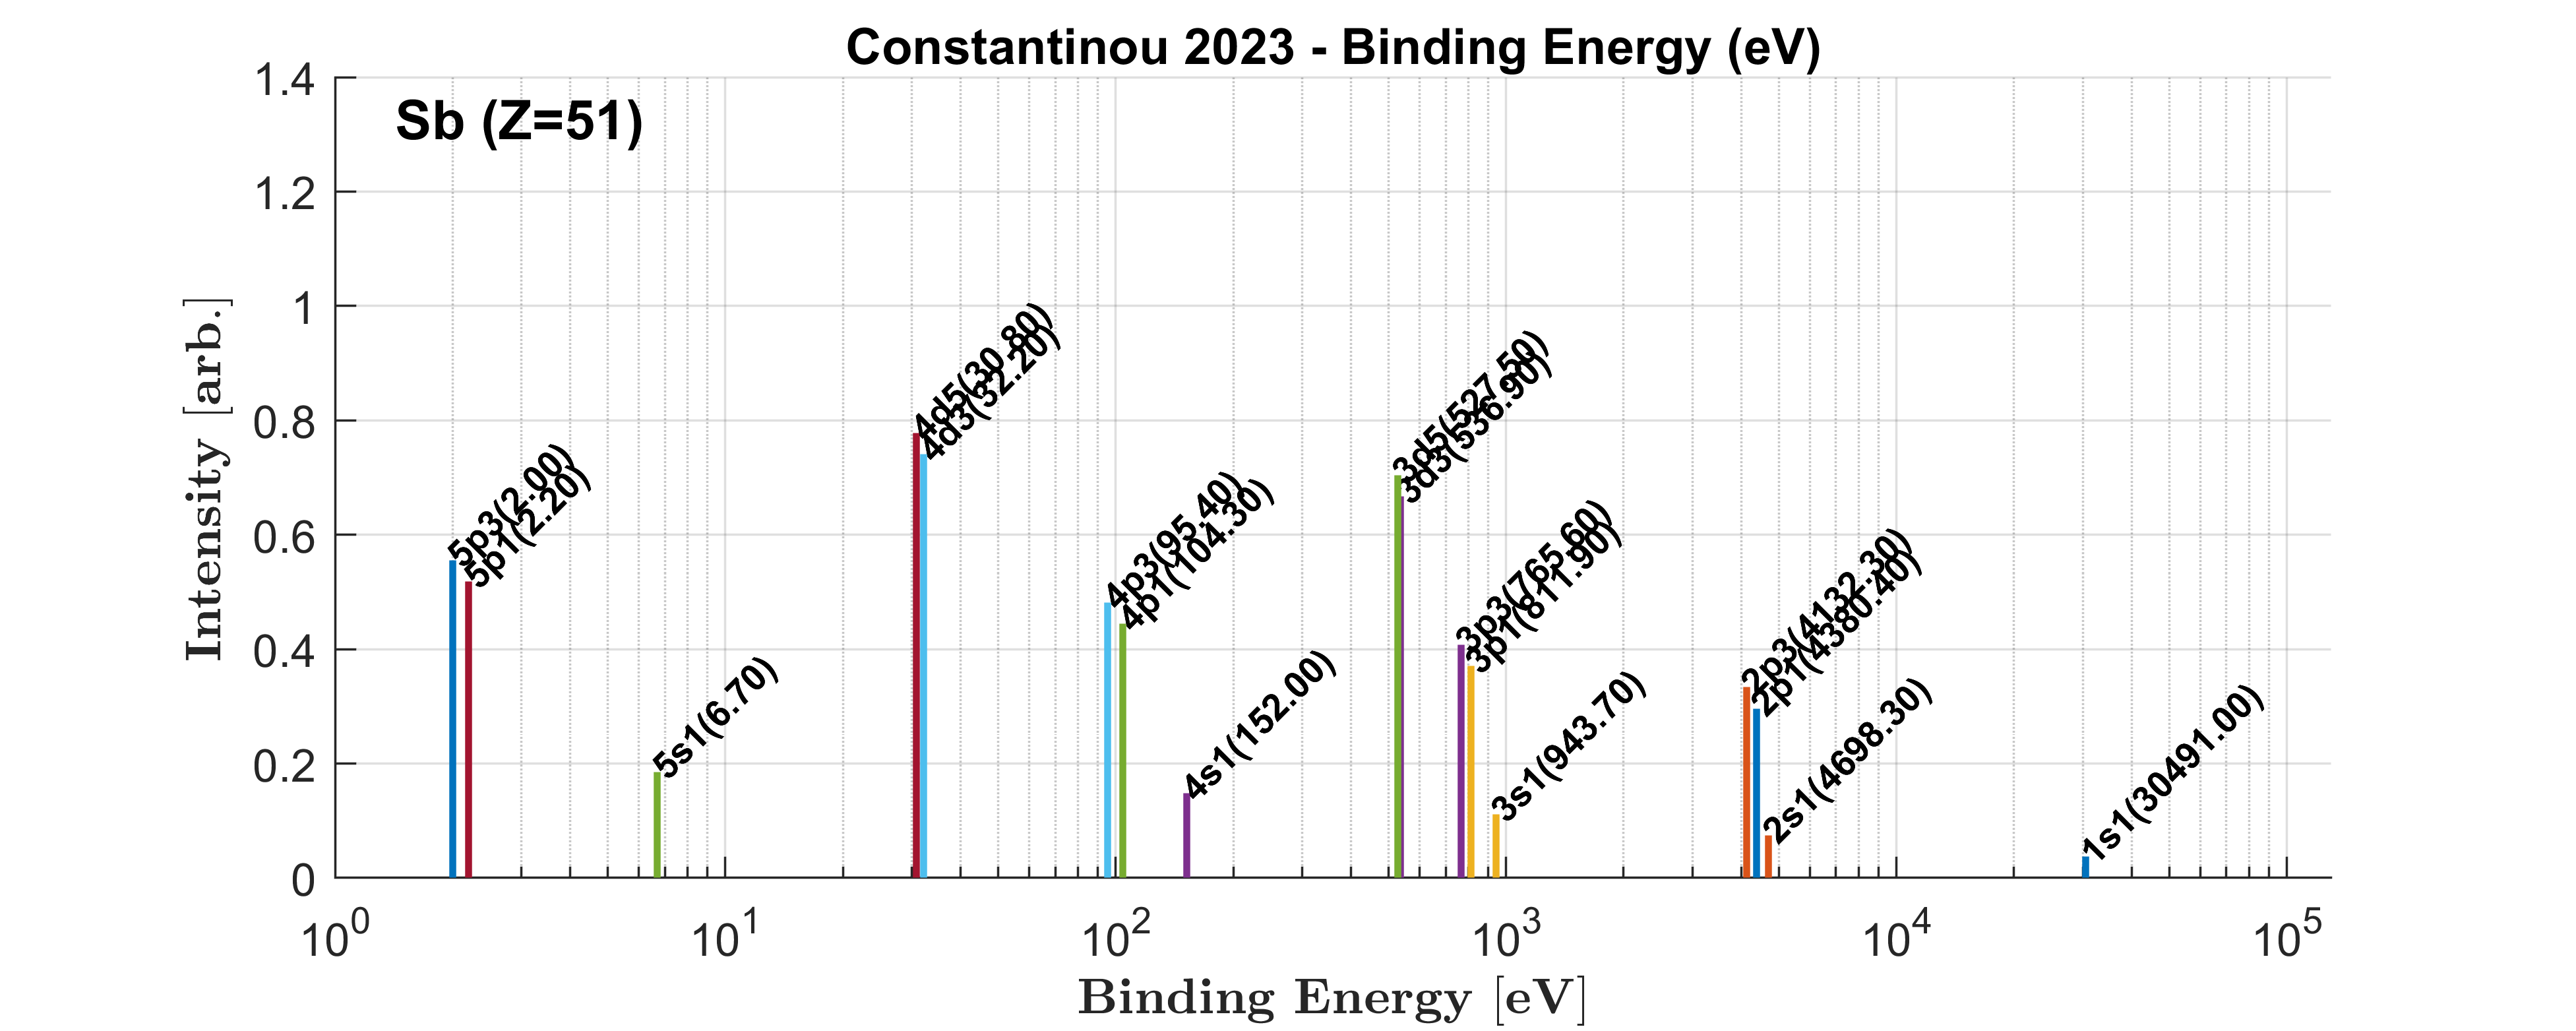 Constantinou 2023 - Binding Energy (eV)
Sb (Z=51)
Intensity [arb.]
1.4
1.2
1
0.8
0.6
0.4
0.2
0
5p3(2.00)
5p1(2.20)
5s1(6.70)
4d5(30.80)
4d3(32.20)
4p3(95.40)
4p1(104.30)
4s1(152.00)
3d5(527.50)
3d3(536.90)
3p3(765.60)
3p1(811.90)
3s1(943.70)
2p3(4132.30)
2p1(4380.40)
2s1(4698.30)
1s1(30491.00)
10^0
10^1
10^2
10^3
10^4
10^5
Binding Energy [eV]